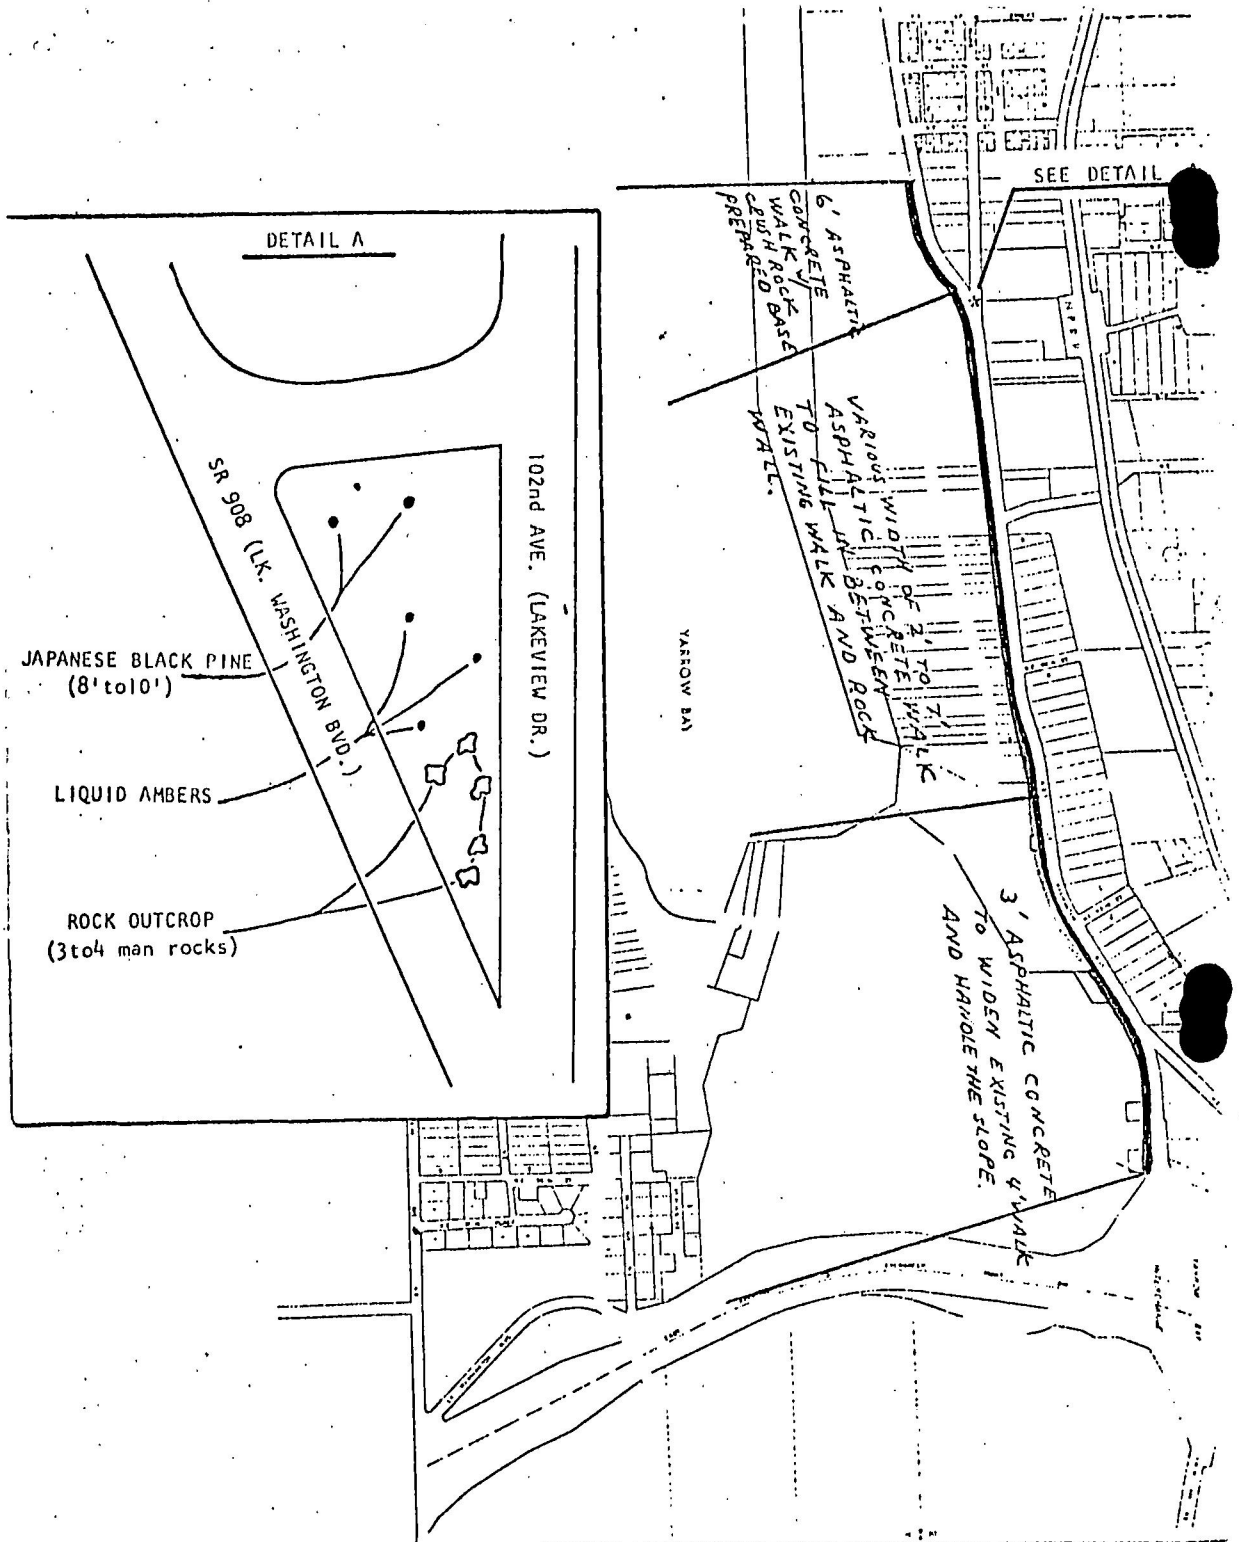 SEE DETAIL
DETAIL A
6' ASPHALTIC
CONCRETE
WALK W/
CRUSH ROCK
PREPARED BASE
VARIOUS WIDTH OF 2' TO 7'
ASPHALTIC CONCRETE WALK
TO FILL IN BETWEEN
EXISTING WALK AND ROCK
WALL.
102nd AVE. (LAKEVIEW DR.)
SR 908 (LK. WASHINGTON BVD.)
YARROW BAY
JAPANESE BLACK PINE
(8' to10')
LIQUID AMBERS
ROCK OUTCROP
(3to4 man rocks)
3' ASPHALTIC CONCRETE
TO WIDEN EXISTING 4' WALK
AND HANDLE THE SLOPE.